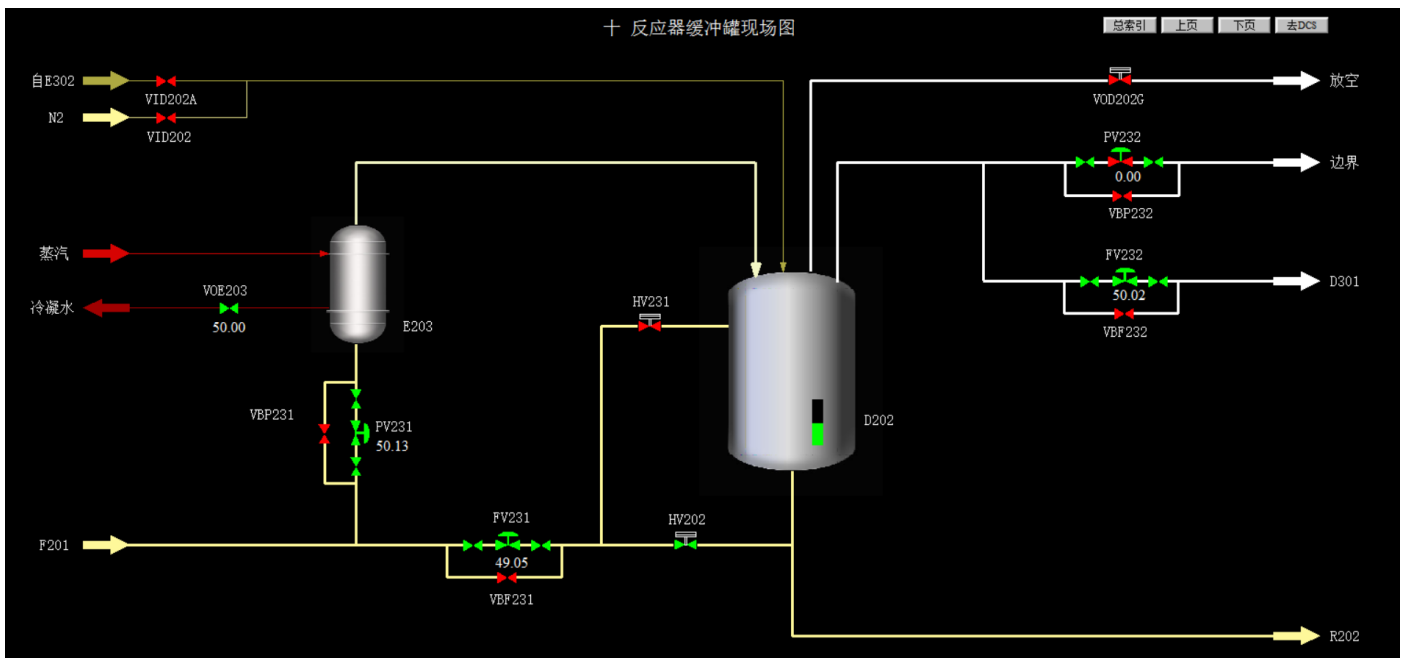 十 反应器缓冲罐现场图
总索引 上页 下页 去DCS
自E302
VID202A
N2
VID202
VOD202G
放空
PV232
0.00
VBP232
边界
蒸汽
冷凝水
VOE203
50.00
E203
HV231
FV232
50.02
VBF232
D301
VBP231
PV231
50.13
D202
F201
FV231
49.05
VBF231
HV202
R202